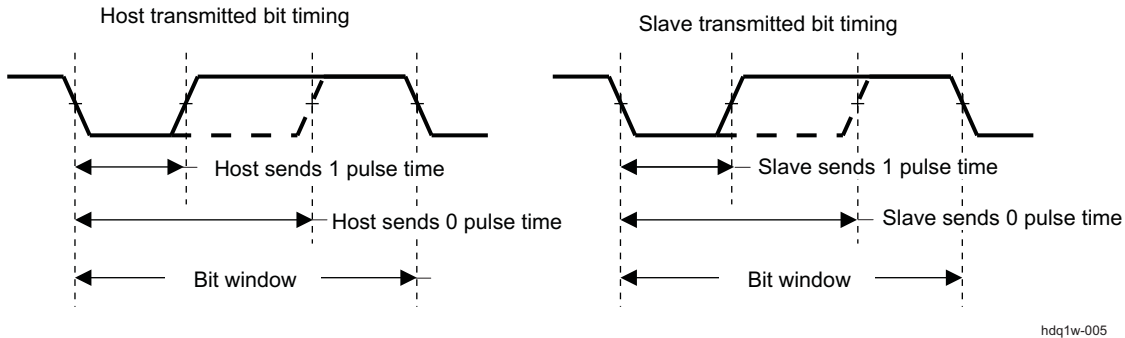 Host transmitted bit timing
Slave transmitted bit timing
Host sends 1 pulse time
Slave sends 1 pulse time
Host sends 0 pulse time
Slave sends 0 pulse time
Bit window
Bit window
hdq1w-005